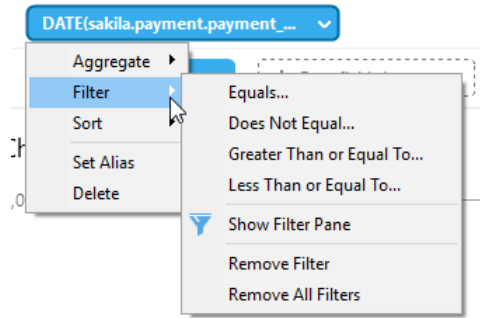 DATE(sakila.payment.payment_...
Aggregate
Filter
Sort
Set Alias
Delete
Equals...
Does Not Equal...
Greater Than or Equal To...
Less Than or Equal To...
Show Filter Pane
Remove Filter
Remove All Filters